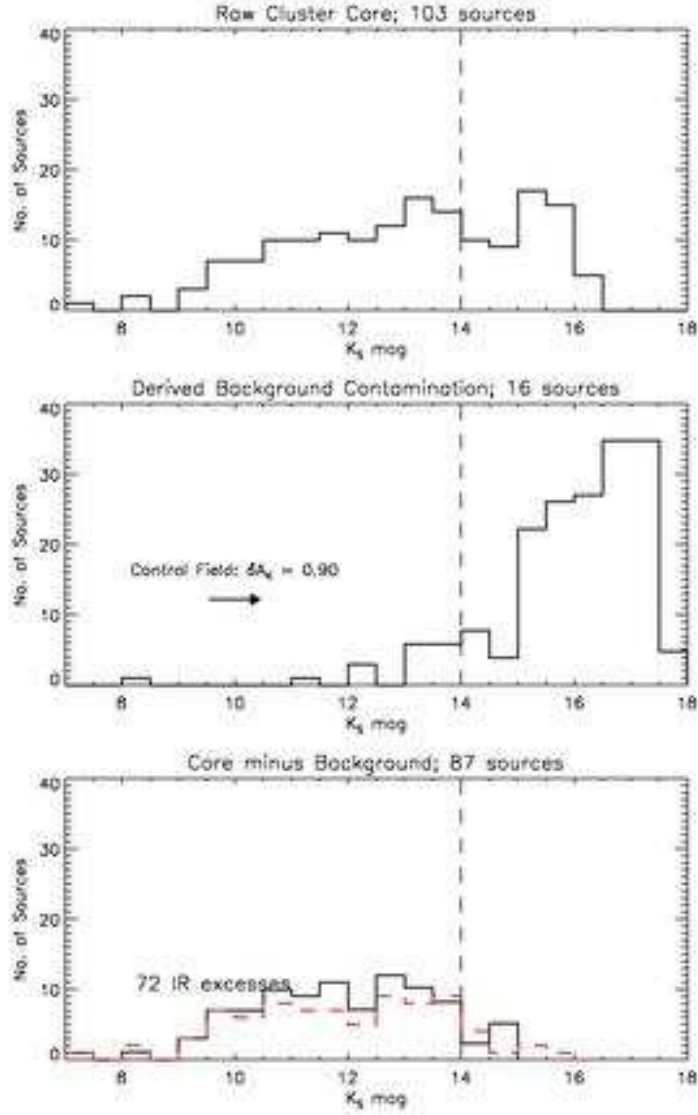 Raw Cluster Core; 103 sources
40
30
20
10
0
No. of Sources
8 10 12 14 16 18
Ks mag
Derived Background Contamination; 16 sources
40
30
20
10
0
No. of Sources
Control Field: δAK = 0.90
8 10 12 14 16 18
Ks mag
Core minus Background; 87 sources
40
30
20
10
0
No. of Sources
72 IR excesses
8 10 12 14 16 18
Ks mag